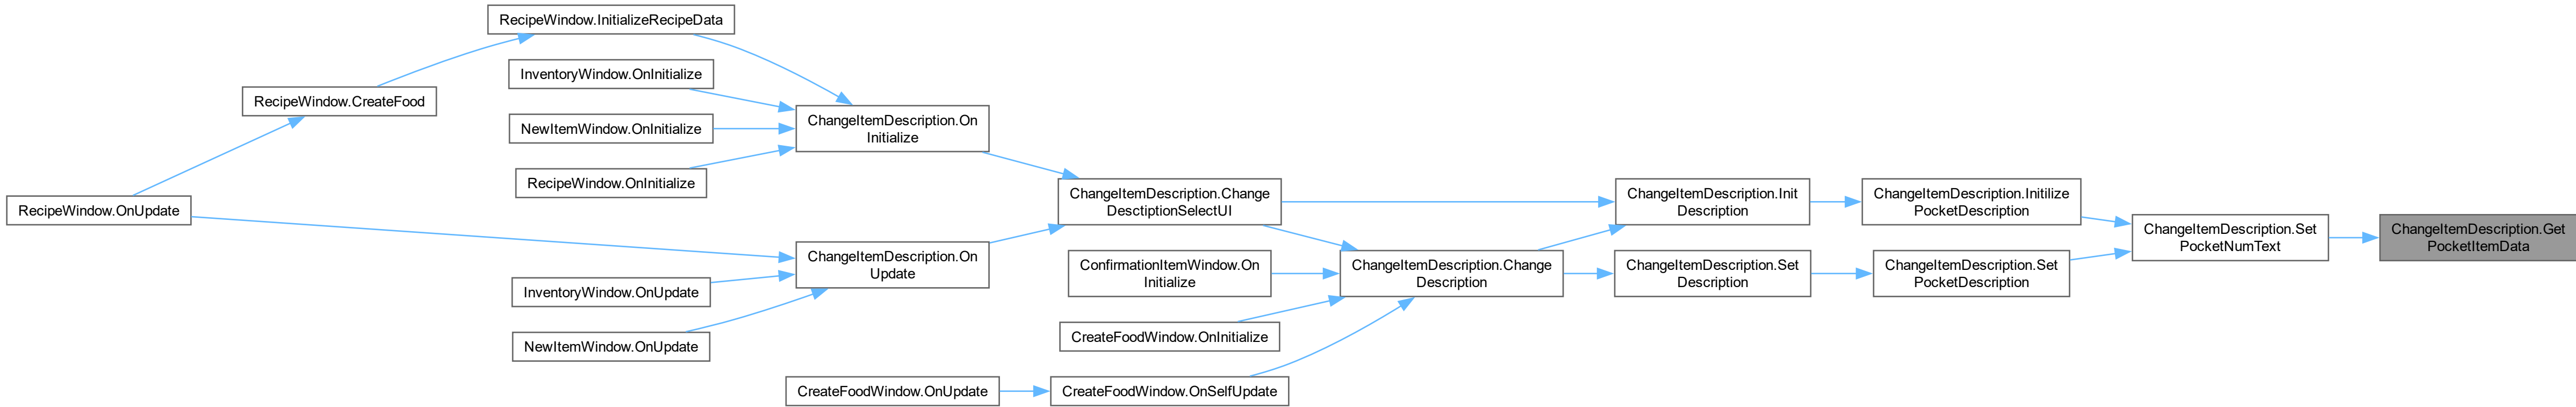 RecipeWindow.InitializeRecipeData
InventoryWindow.OnInitialize
RecipeWindow.CreateFood
NewItemWindow.OnInitialize
ChangeItemDescription.On
Initialize
RecipeWindow.OnInitialize
RecipeWindow.OnUpdate
ChangeItemDescription.Change
DesctiptionSelectUI
ChangeItemDescription.Init
Description
ChangeItemDescription.Initilize
PocketDescription
ChangeItemDescription.Set
PocketNumText
ChangeItemDescription.Get
PocketItemData
ChangeItemDescription.On
Update
InventoryWindow.OnUpdate
NewItemWindow.OnUpdate
ConfirmationItemWindow.On
Initialize
ChangeItemDescription.Change
Description
ChangeItemDescription.Set
Description
ChangeItemDescription.Set
PocketDescription
CreateFoodWindow.OnInitialize
CreateFoodWindow.OnUpdate
CreateFoodWindow.OnSelfUpdate